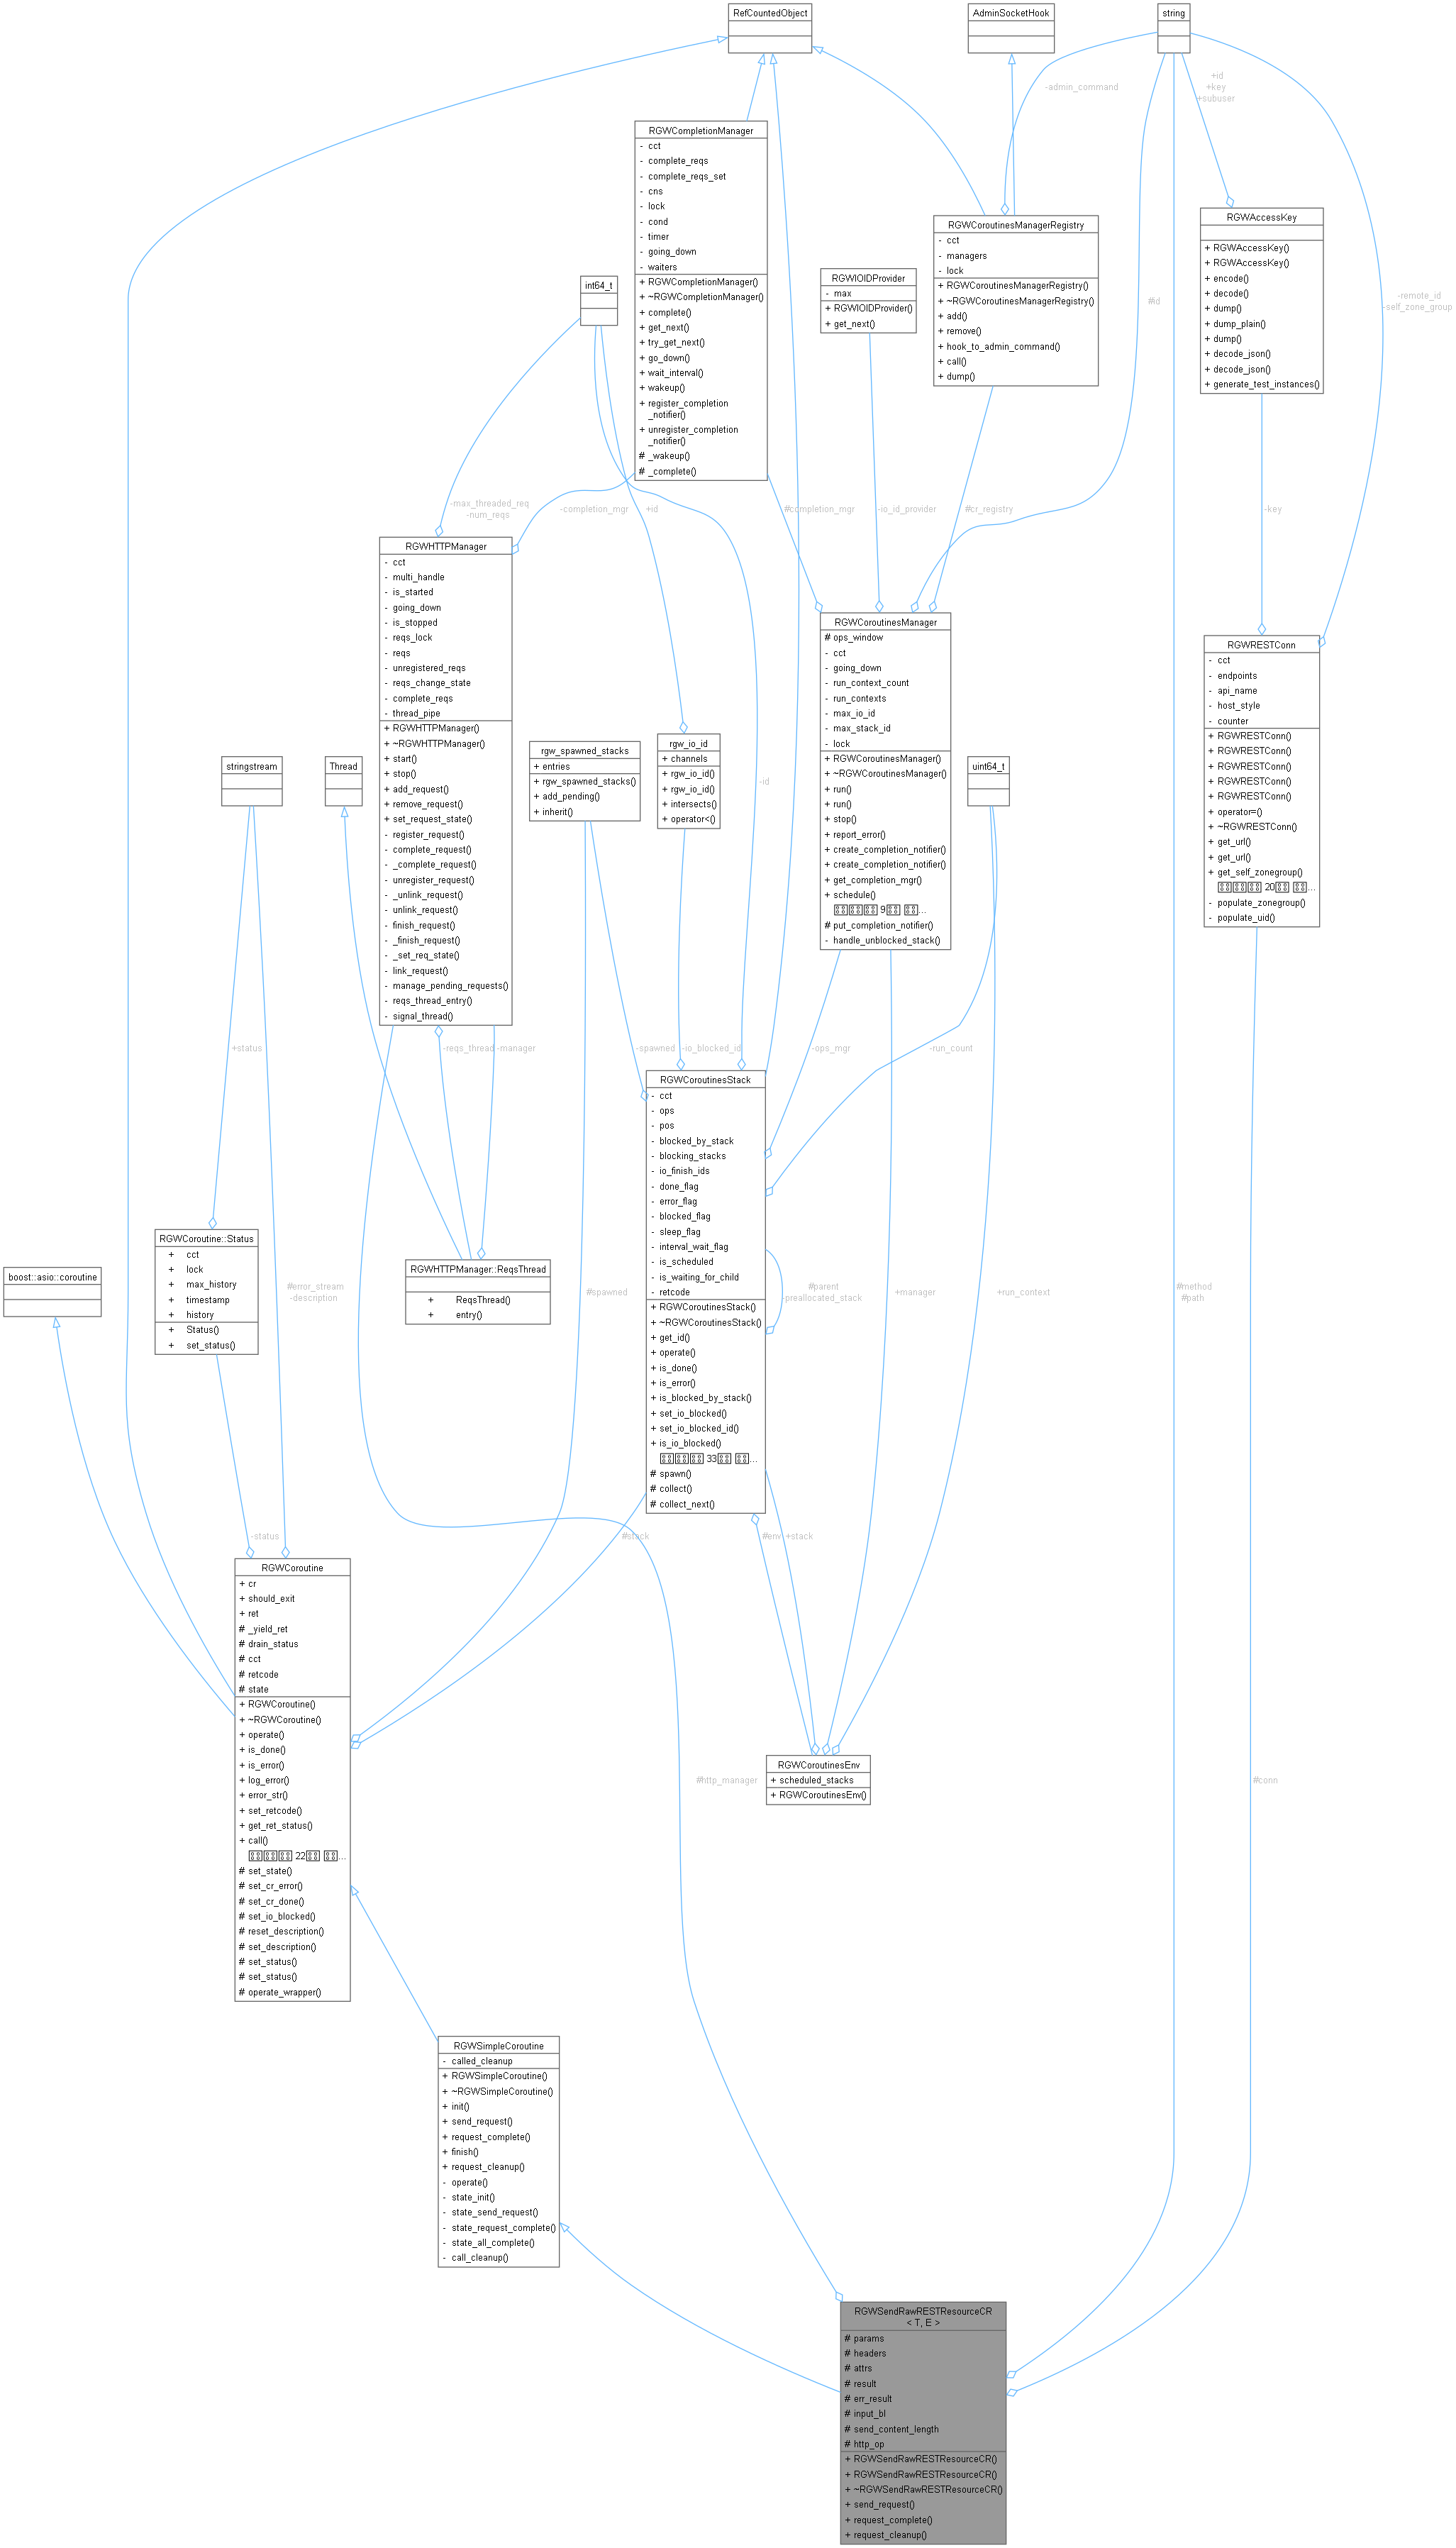 RefCountedObject
AdminSocketHook
string
-admin_command
+id
+key
+subuser
RGWCompletionManager
- cct
- complete_reqs
- complete_reqs_set
- cns
- lock
- cond
- timer
- going_down
- waiters
+ RGWCompletionManager()
+ ~RGWCompletionManager()
+ complete()
+ get_next()
+ try_get_next()
+ go_down()
+ wait_interval()
+ wakeup()
+ register_completion
_notifier()
+ unregister_completion
_notifier()
# _wakeup()
# _complete()
RGWCoroutinesManagerRegistry
- cct
- managers
- lock
+ RGWCoroutinesManagerRegistry()
+ ~RGWCoroutinesManagerRegistry()
+ add()
+ remove()
+ hook_to_admin_command()
+ call()
+ dump()
RGWAccessKey
+ RGWAccessKey()
+ RGWAccessKey()
+ encode()
+ decode()
+ dump()
+ dump_plain()
+ dump()
+ decode_json()
+ decode_json()
+ generate_test_instances()
int64_t
RGWIOIDProvider
- max
+ RGWIOIDProvider()
+ get_next()
#id
-remote_id
-self_zone_group
-max_threaded_req
-num_reqs
-completion_mgr
+id
#completion_mgr
-io_id_provider
#cr_registry
-key
RGWHTTPManager
- cct
- multi_handle
- is_started
- going_down
- is_stopped
- reqs_lock
- reqs
- unregistered_reqs
- reqs_change_state
- complete_reqs
- thread_pipe
+ RGWHTTPManager()
+ ~RGWHTTPManager()
+ start()
+ stop()
+ add_request()
+ remove_request()
+ set_request_state()
- register_request()
- complete_request()
- _complete_request()
- unregister_request()
- _unlink_request()
- unlink_request()
- finish_request()
- _finish_request()
- _set_req_state()
- link_request()
- manage_pending_requests()
- reqs_thread_entry()
- signal_thread()
RGWCoroutinesManager
# ops_window
- cct
- going_down
- run_context_count
- run_contexts
- max_io_id
- max_stack_id
- lock
+ RGWCoroutinesManager()
+ ~RGWCoroutinesManager()
+ run()
+ run()
+ stop()
+ report_error()
+ create_completion_notifier()
+ create_completion_notifier()
+ get_completion_mgr()
+ schedule()
9
...
# put_completion_notifier()
- handle_unblocked_stack()
RGWRESTConn
- cct
- endpoints
- api_name
- host_style
- counter
+ RGWRESTConn()
+ RGWRESTConn()
+ RGWRESTConn()
+ RGWRESTConn()
+ RGWRESTConn()
+ operator=()
+ ~RGWRESTConn()
+ get_url()
+ get_url()
+ get_self_zonegroup()
20
...
- populate_zonegroup()
- populate_uid()
stringstream
Thread
rgw_spawned_stacks
+ entries
+ rgw_spawned_stacks()
+ add_pending()
+ inherit()
rgw_io_id
+ channels
+ rgw_io_id()
+ rgw_io_id()
+ intersects()
+ operator<()
-id
uint64_t
+status
-reqs_thread
-manager
-spawned
-io_blocked_id
-ops_mgr
-run_count
RGWCoroutinesStack
- cct
- ops
- pos
- blocked_by_stack
- blocking_stacks
- io_finish_ids
- done_flag
- error_flag
- blocked_flag
- sleep_flag
- interval_wait_flag
- is_scheduled
- is_waiting_for_child
- retcode
+ RGWCoroutinesStack()
+ ~RGWCoroutinesStack()
+ get_id()
+ operate()
+ is_done()
+ is_error()
+ is_blocked_by_stack()
+ set_io_blocked()
+ set_io_blocked_id()
+ is_io_blocked()
33
...
# spawn()
# collect()
# collect_next()
RGWCoroutine::Status
+ cct
+ lock
+ max_history
+ timestamp
+ history
+ Status()
+ set_status()
boost::asio::coroutine
RGWHTTPManager::ReqsThread
+ ReqsThread()
+ entry()
#error_stream
-description
#spawned
#parent
-preallocated_stack
+manager
+run_context
#method
#path
-status
#stack
#env
+stack
RGWCoroutine
+ cr
+ should_exit
+ ret
# _yield_ret
# drain_status
# cct
# retcode
# state
+ RGWCoroutine()
+ ~RGWCoroutine()
+ operate()
+ is_done()
+ is_error()
+ log_error()
+ error_str()
+ set_retcode()
+ get_ret_status()
+ call()
22
...
# set_state()
# set_cr_error()
# set_cr_done()
# set_io_blocked()
# reset_description()
# set_description()
# set_status()
# set_status()
# operate_wrapper()
#http_manager
RGWCoroutinesEnv
+ scheduled_stacks
+ RGWCoroutinesEnv()
#conn
RGWSimpleCoroutine
- called_cleanup
+ RGWSimpleCoroutine()
+ ~RGWSimpleCoroutine()
+ init()
+ send_request()
+ request_complete()
+ finish()
+ request_cleanup()
- operate()
- state_init()
- state_send_request()
- state_request_complete()
- state_all_complete()
- call_cleanup()
RGWSendRawRESTResourceCR
< T, E >
# params
# headers
# attrs
# result
# err_result
# input_bl
# send_content_length
# http_op
+ RGWSendRawRESTResourceCR()
+ RGWSendRawRESTResourceCR()
+ ~RGWSendRawRESTResourceCR()
+ send_request()
+ request_complete()
+ request_cleanup()